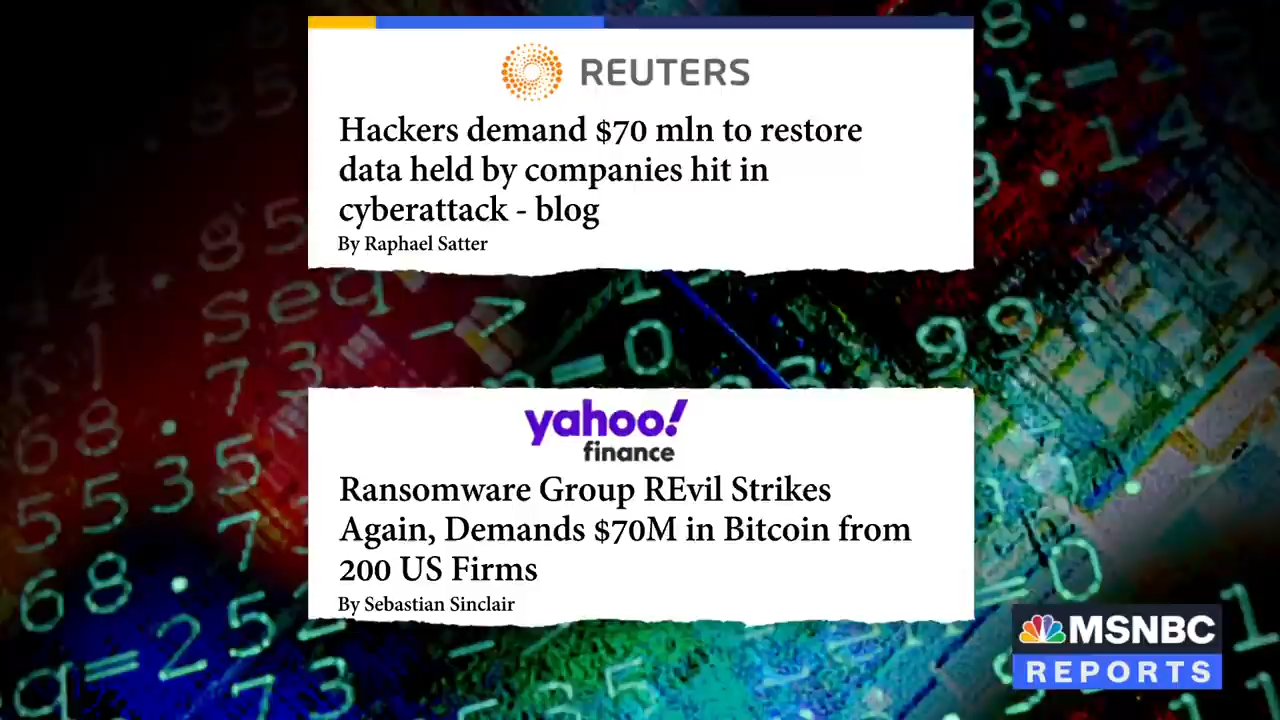 REUTERS
Hackers demand $70 mln to restore
data held by companies hit in
cyberattack - blog
By Raphael Satter
yahoo!
finance
Ransomware Group REvil Strikes
Again, Demands $70M in Bitcoin from
200 US Firms
By Sebastian Sinclair
MSNBC
REPORTS